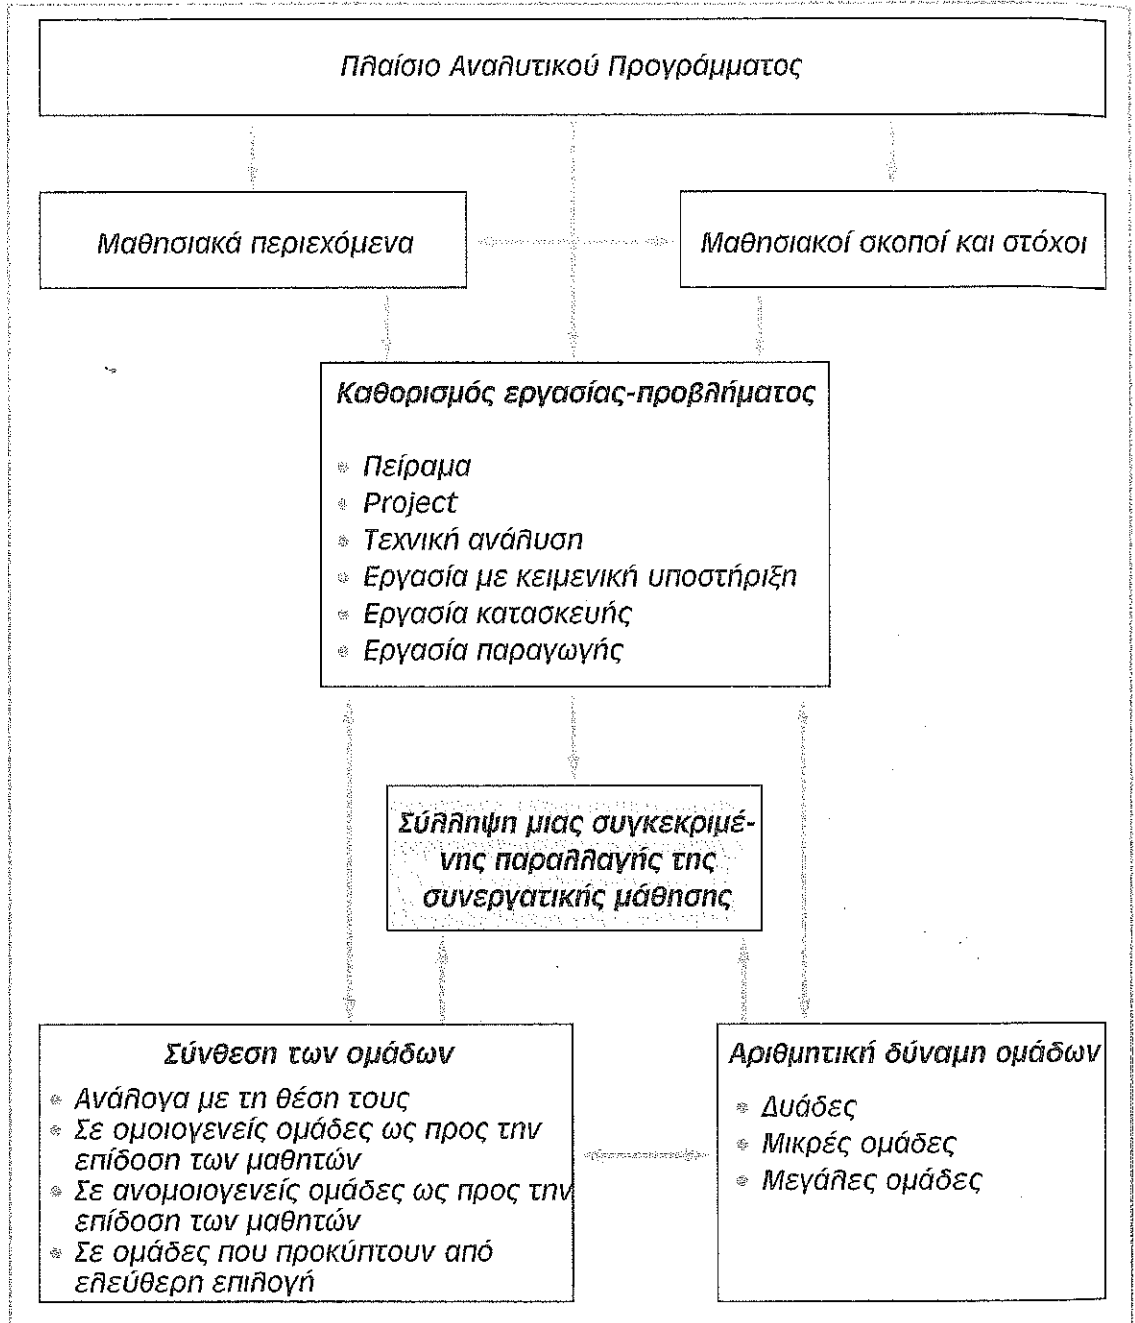 Πλαίσιο Αναλυτικού Προγράμματος
Μαθησιακά περιεχόμενα
Μαθησιακοί σκοποί και στόχοι
Καθορισμός εργασίας-προβλήματος
Πείραμα
Project
Τεχνική ανάλυση
Εργασία με κειμενική υποστήριξη
Εργασία κατασκευής
Εργασία παραγωγής
Σύλληψη μιας συγκεκριμέ-
νης παραλλαγής της
συνεργατικής μάθησης
Σύνθεση των ομάδων
Ανάλογα με τη θέση τους
Σε ομοιογενείς ομάδες ως προς την
επίδοση των μαθητών
Σε ανομοιογενείς ομάδες ως προς την
επίδοση των μαθητών
Σε ομάδες που προκύπτουν από
ελεύθερη επιλογή
Αριθμητική δύναμη ομάδων
Δυάδες
Μικρές ομάδες
Μεγάλες ομάδες